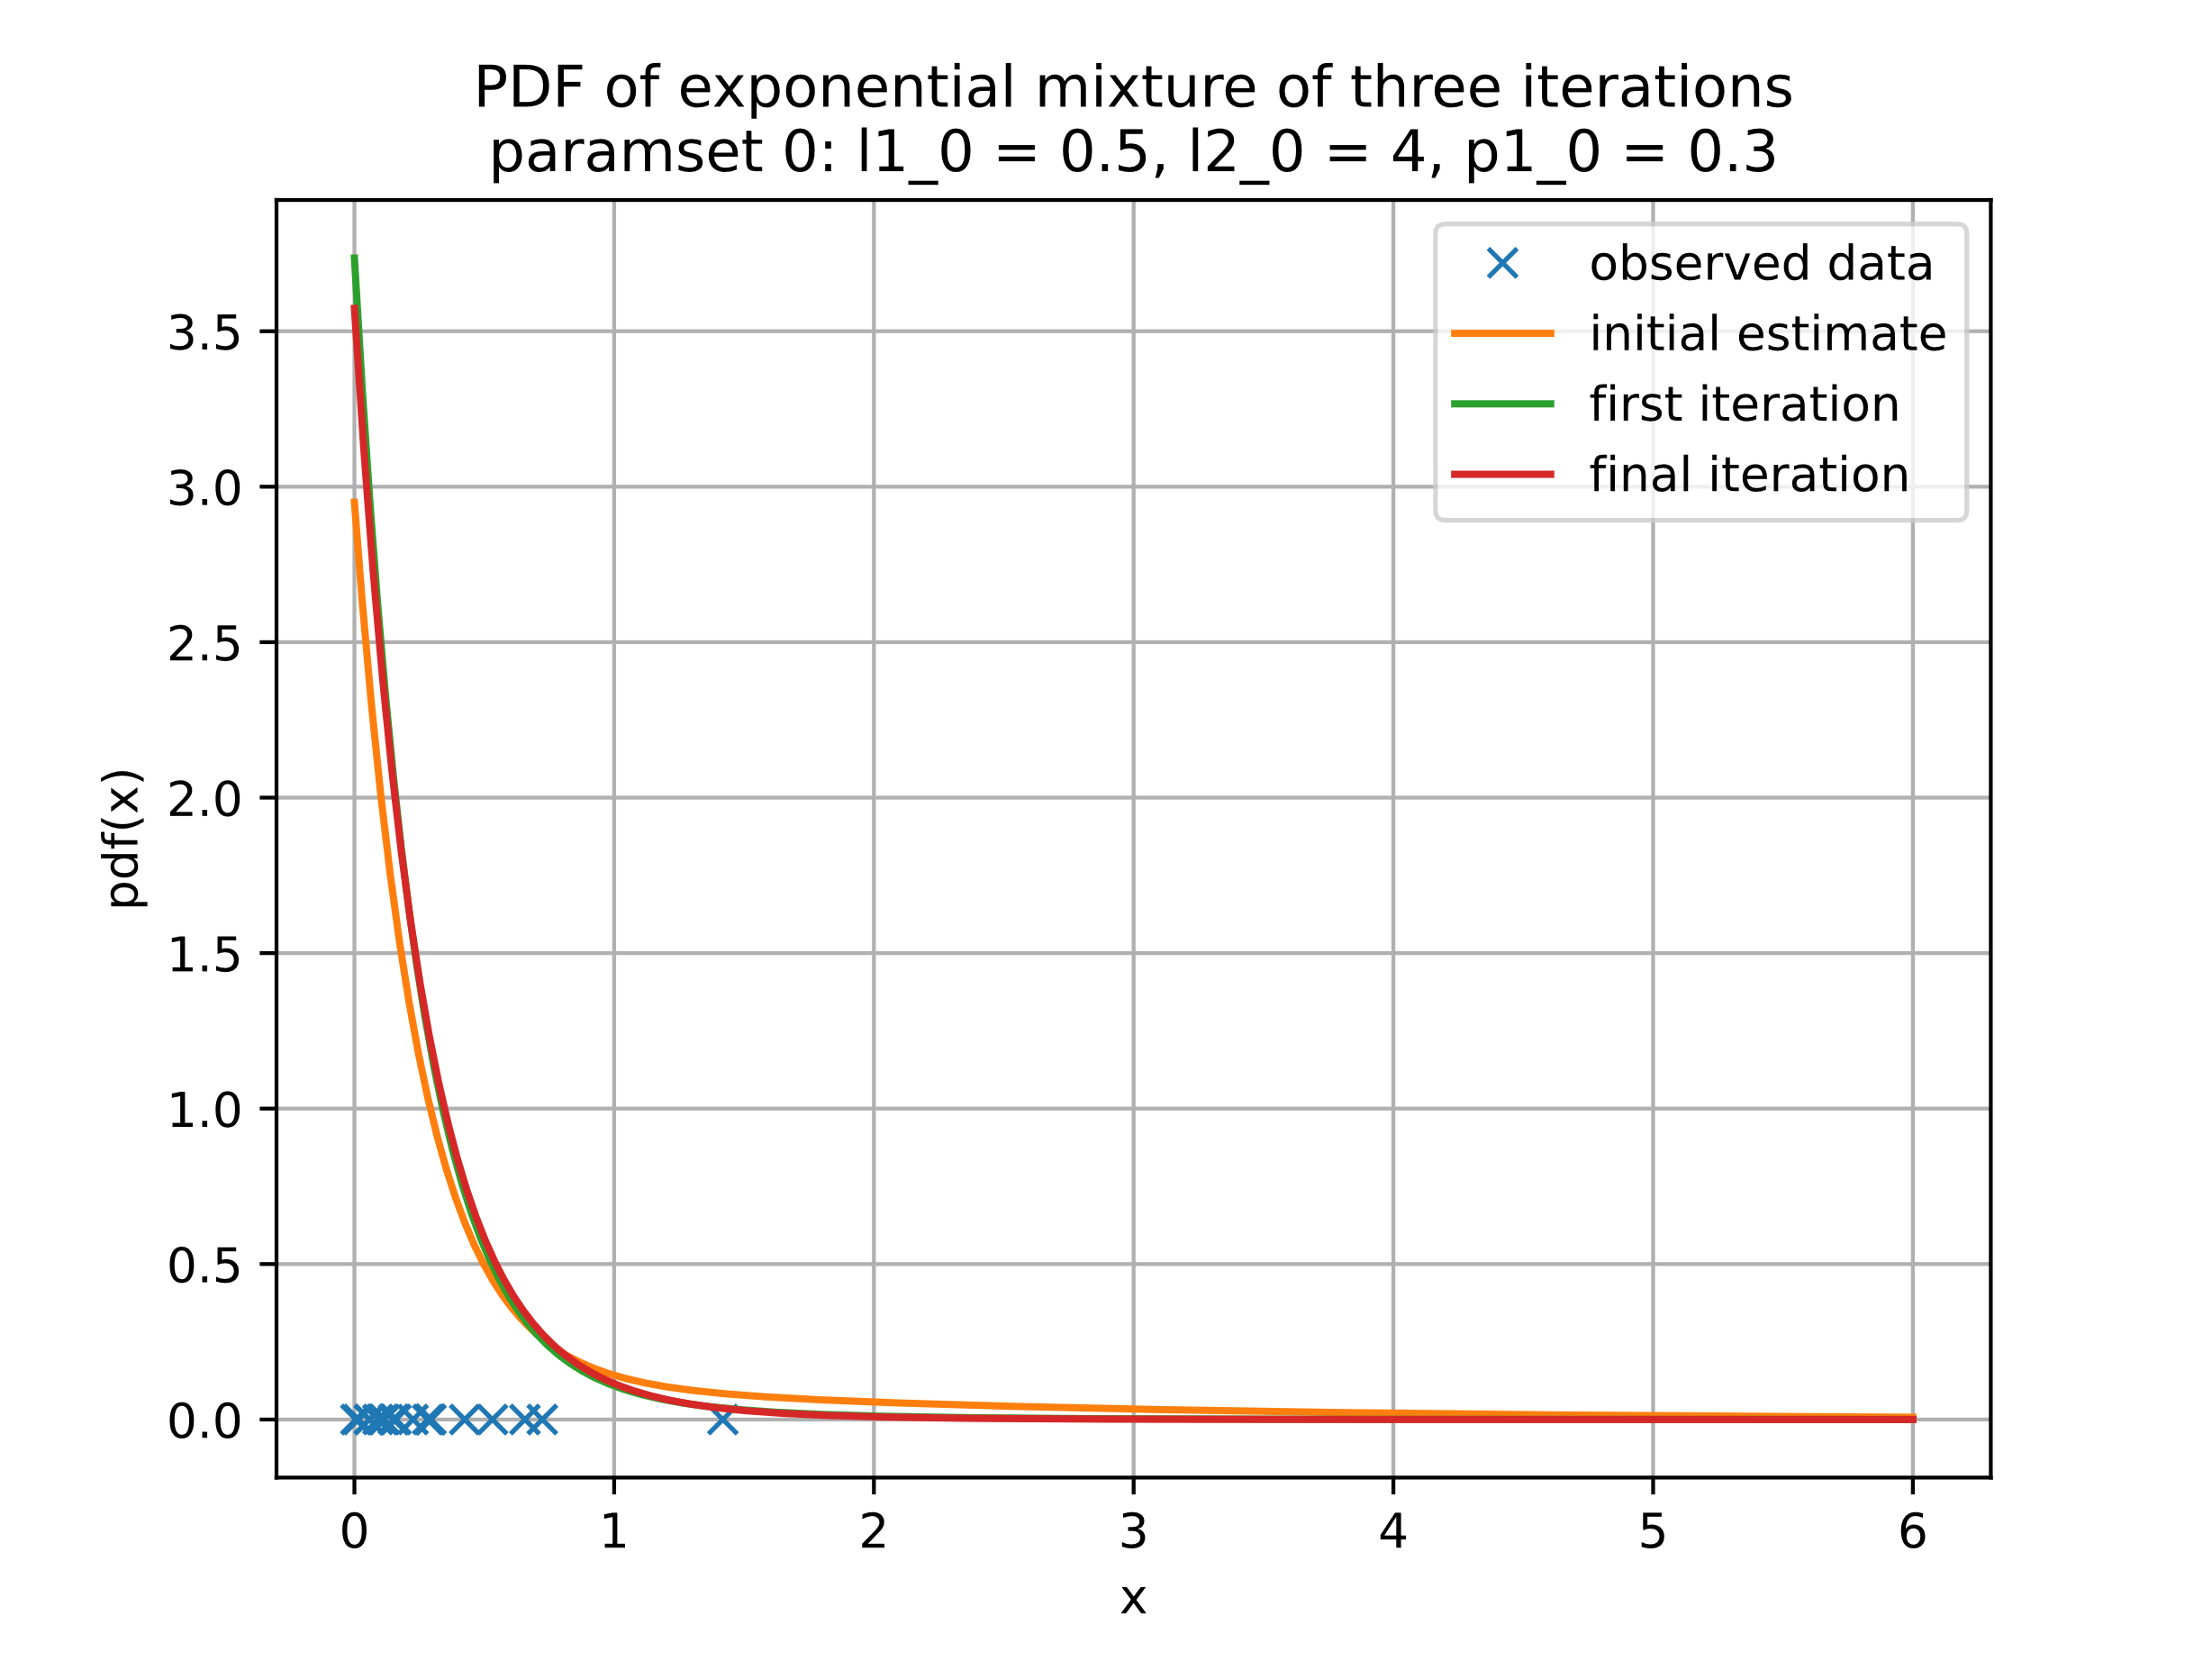 PDF of exponential mixture of three iterations
paramset 0: l1_0 = 0.5, l2_0 = 4, p1_0 = 0.3
observed data
initial estimate
first iteration
final iteration
3.5
3.0
2.5
2.0
1.5
1.0
0.5
0.0
pdf(x)
0 1 2 3 4 5 6
x